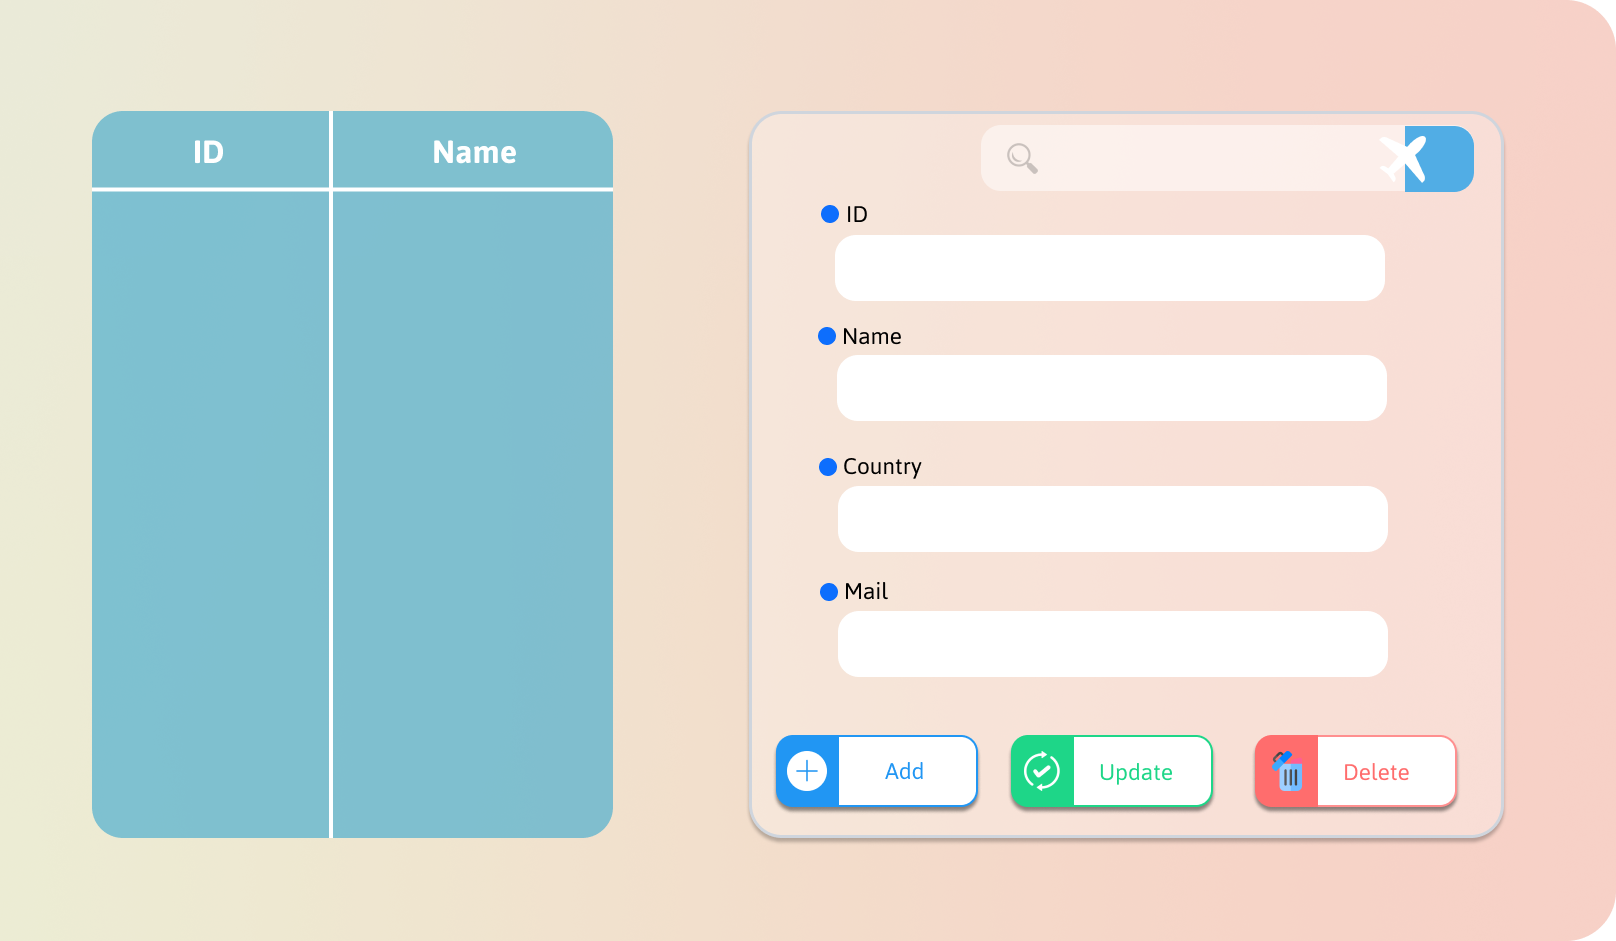 ID
Name
ID
Name
Country
Mail
Add
Update
Delete